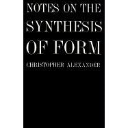 NOTES ON THE
SYNTHESIS
OF FORM
CHRISTOPHER ALEXANDER